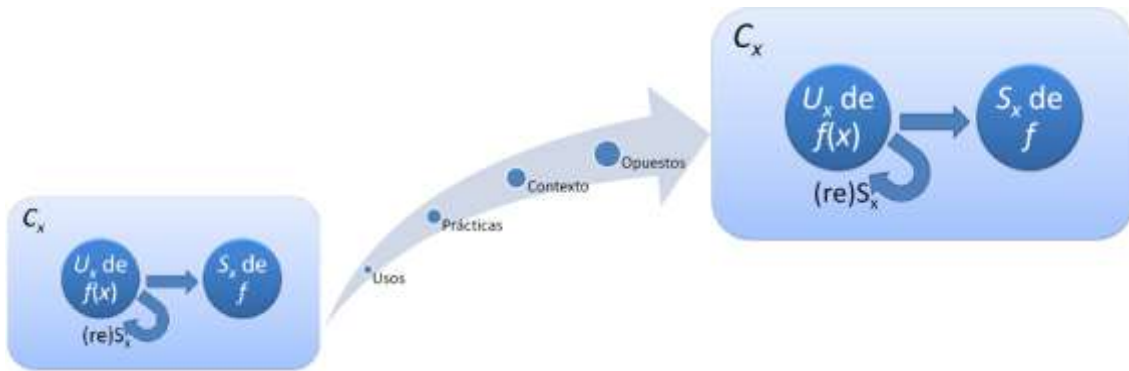 Cₓ
Uₓ de
f(x)
Sₓ de
f
(re)Sₓ
Usos
Prácticas
Contexto
Opuestos
Cₓ
Uₓ de
f(x)
Sₓ de
f
(re)Sₓ